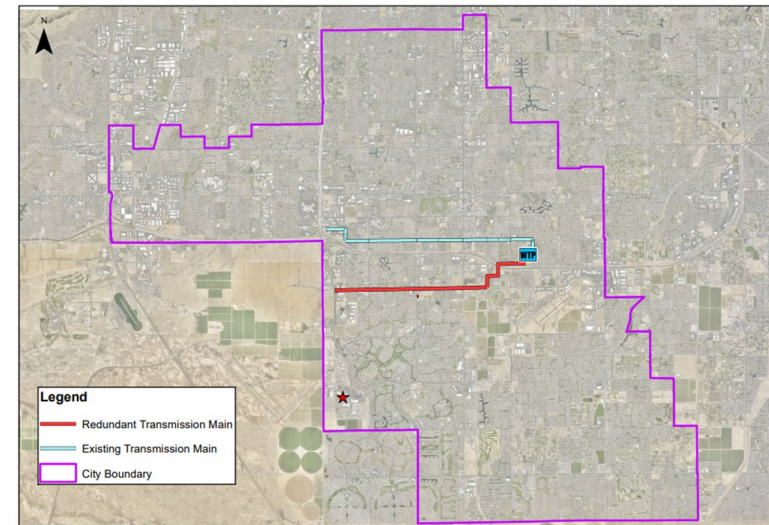 N
WTP
Legend
Redundant Transmission Main
Existing Transmission Main
City Boundary